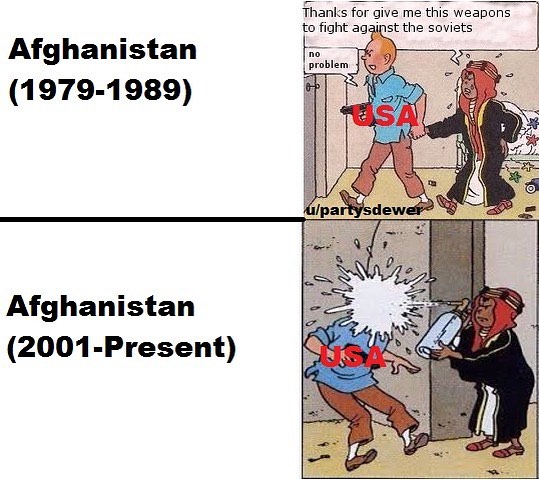 Afghanistan
(1979-1989)
Thanks for give me this weapons
to fight against the soviets
no
problem
USA
u/partysdewer
Afghanistan
(2001-Present)
USA